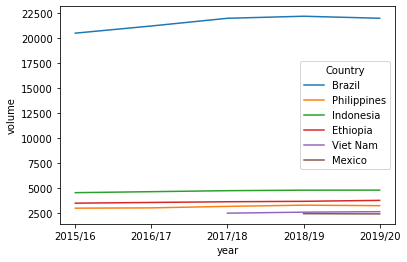 22500
20000
17500
15000
12500
10000
7500
5000
2500
volume
2015/16 2016/17 2017/18 2018/19 2019/20
year
Country
Brazil
Philippines
Indonesia
Ethiopia
Viet Nam
Mexico